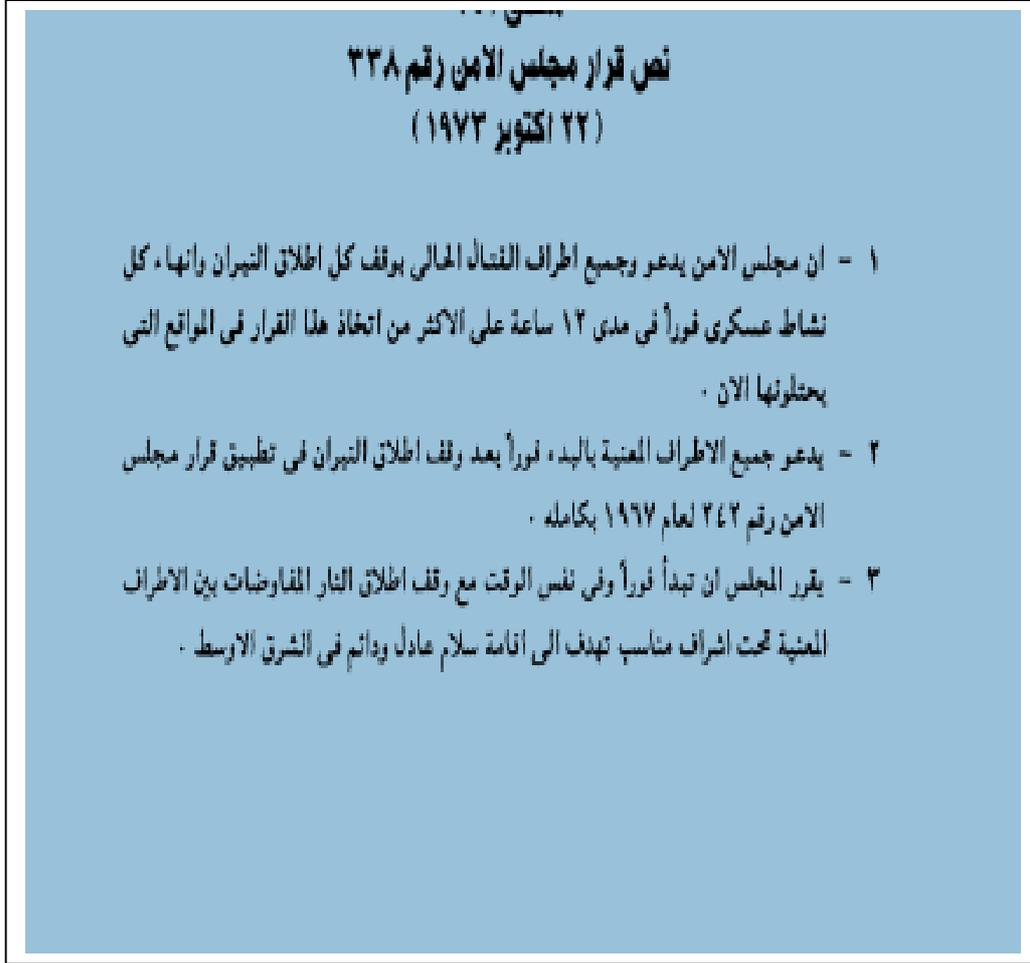 نص قرار مجلس الامن رقم ٣٣٨
( ٢٢ اكتوبر ١٩٧٣ )
١ - ان مجلس الامن يدعو وجميع اطراف القتال الحالى بوقف كل اطلاق النيران وانهاء كل
نشاط عسكرى فوراً فى مدى ١٢ ساعة على الاكثر من اتخاذ هذا القرار فى المواقع التى
يحتلونها الان .
٢ - يدعو جميع الاطراف المعنية بالبدء فوراً بعد وقف اطلاق النيران فى تطبيق قرار مجلس
الامن رقم ٢٤٢ لعام ١٩٦٧ بكامله .
٣ - يقرر المجلس ان تبدأ فوراً وفى نفس الوقت مع وقف اطلاق النار المفاوضات بين الاطراف
المعنية تحت اشراف مناسب تهدف الى اقامة سلام عادل ودائم فى الشرق الاوسط .